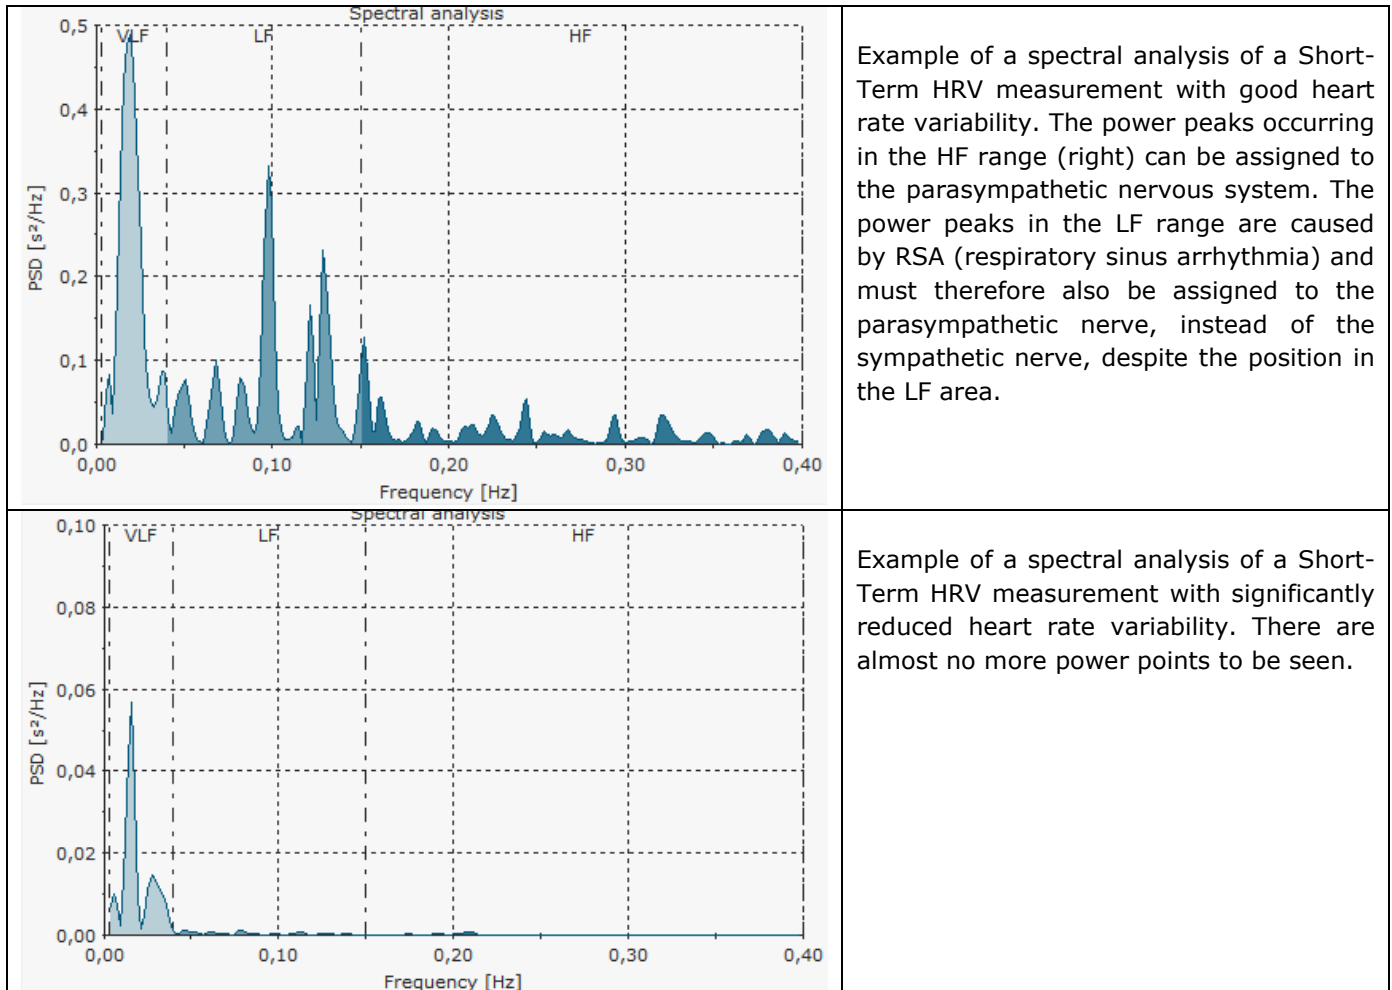 Spectral analysis
0,5
VLF
LF
HF
0,4
0,3
0,2
0,1
0,0
PSD [s²/Hz]
0,00
0,10
0,20
0,30
0,40
Frequency [Hz]
Example of a spectral analysis of a Short-
Term HRV measurement with good heart
rate variability. The power peaks occurring
in the HF range (right) can be assigned to
the parasympathetic nervous system. The
power peaks in the LF range are caused
by RSA (respiratory sinus arrhythmia) and
must therefore also be assigned to the
parasympathetic nerve, instead of the
sympathetic nerve, despite the position in
the LF area.
Spectral analysis
0,10
VLF
LF
HF
0,08
0,06
0,04
0,02
0,00
PSD [s²/Hz]
0,00
0,10
0,20
0,30
0,40
Frequency [Hz]
Example of a spectral analysis of a Short-
Term HRV measurement with significantly
reduced heart rate variability. There are
almost no more power points to be seen.